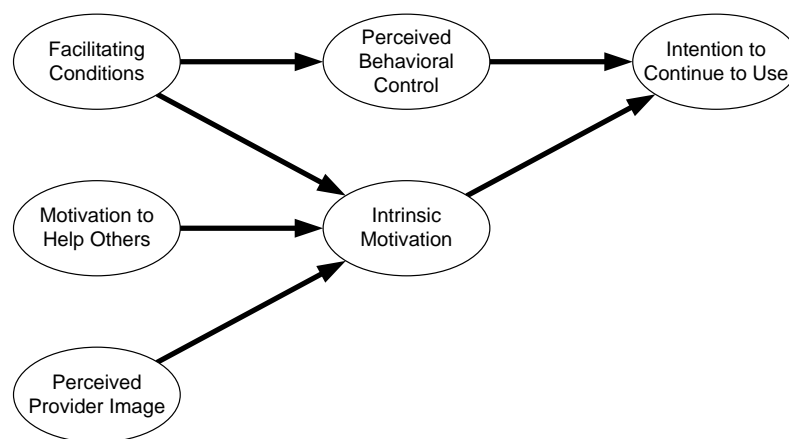 Facilitating
Conditions
Perceived
Behavioral
Control
Intention to
Continue to Use
Motivation to
Help Others
Intrinsic
Motivation
Perceived
Provider Image